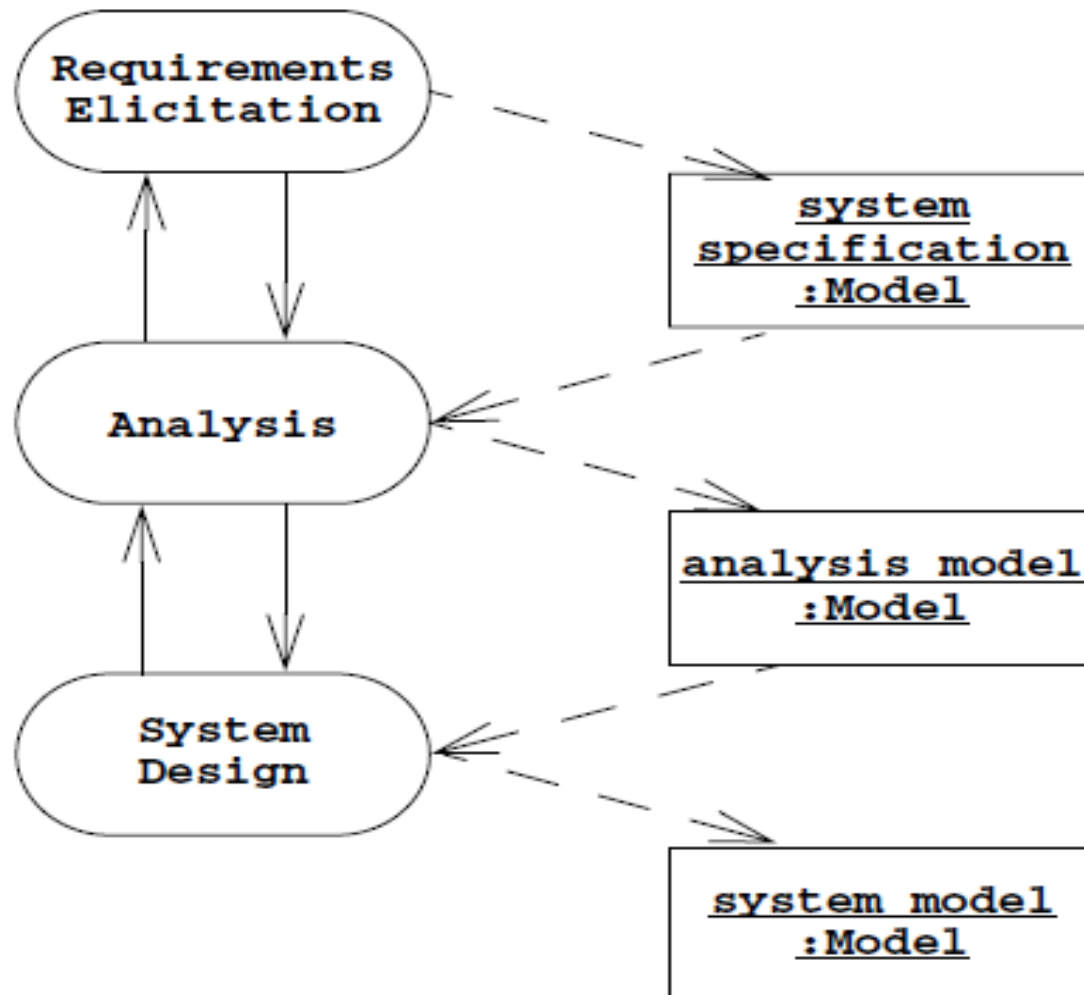 Requirements
Elicitation
system
specification
:Model
Analysis
analysis model
:Model
System
Design
system model
:Model